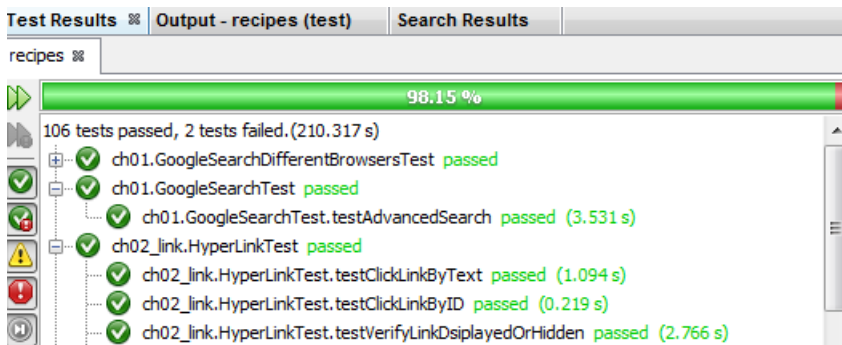 Test Results Output - recipes (test) Search Results
recipes
98.15 %
106 tests passed, 2 tests failed.(210.317 s)
ch01.GoogleSearchDifferentBrowsersTest passed
ch01.GoogleSearchTest passed
ch01.GoogleSearchTest.testAdvancedSearch passed (3.531 s)
ch02_link.HyperLinkTest passed
ch02_link.HyperLinkTest.testClickLinkByText passed (1.094 s)
ch02_link.HyperLinkTest.testClickLinkByID passed (0.219 s)
ch02_link.HyperLinkTest.testVerifyLinkDsiplayedOrHidden passed (2.766 s)